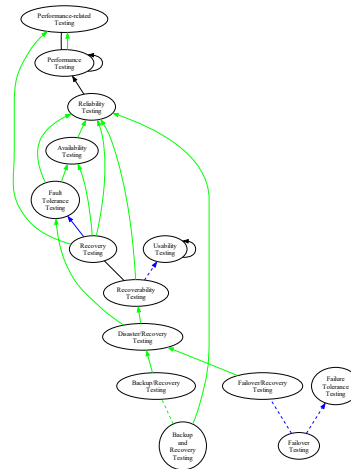 Performance-related
Testing
Performance
Testing
Reliability
Testing
Availability
Testing
Fault
Tolerance
Testing
Recovery
Testing
Usability
Testing
Recoverability
Testing
Disaster/Recovery
Testing
Backup/Recovery
Testing
Failover/Recovery
Testing
Failure
Tolerance
Testing
Backup
and
Recovery
Testing
Failover
Testing